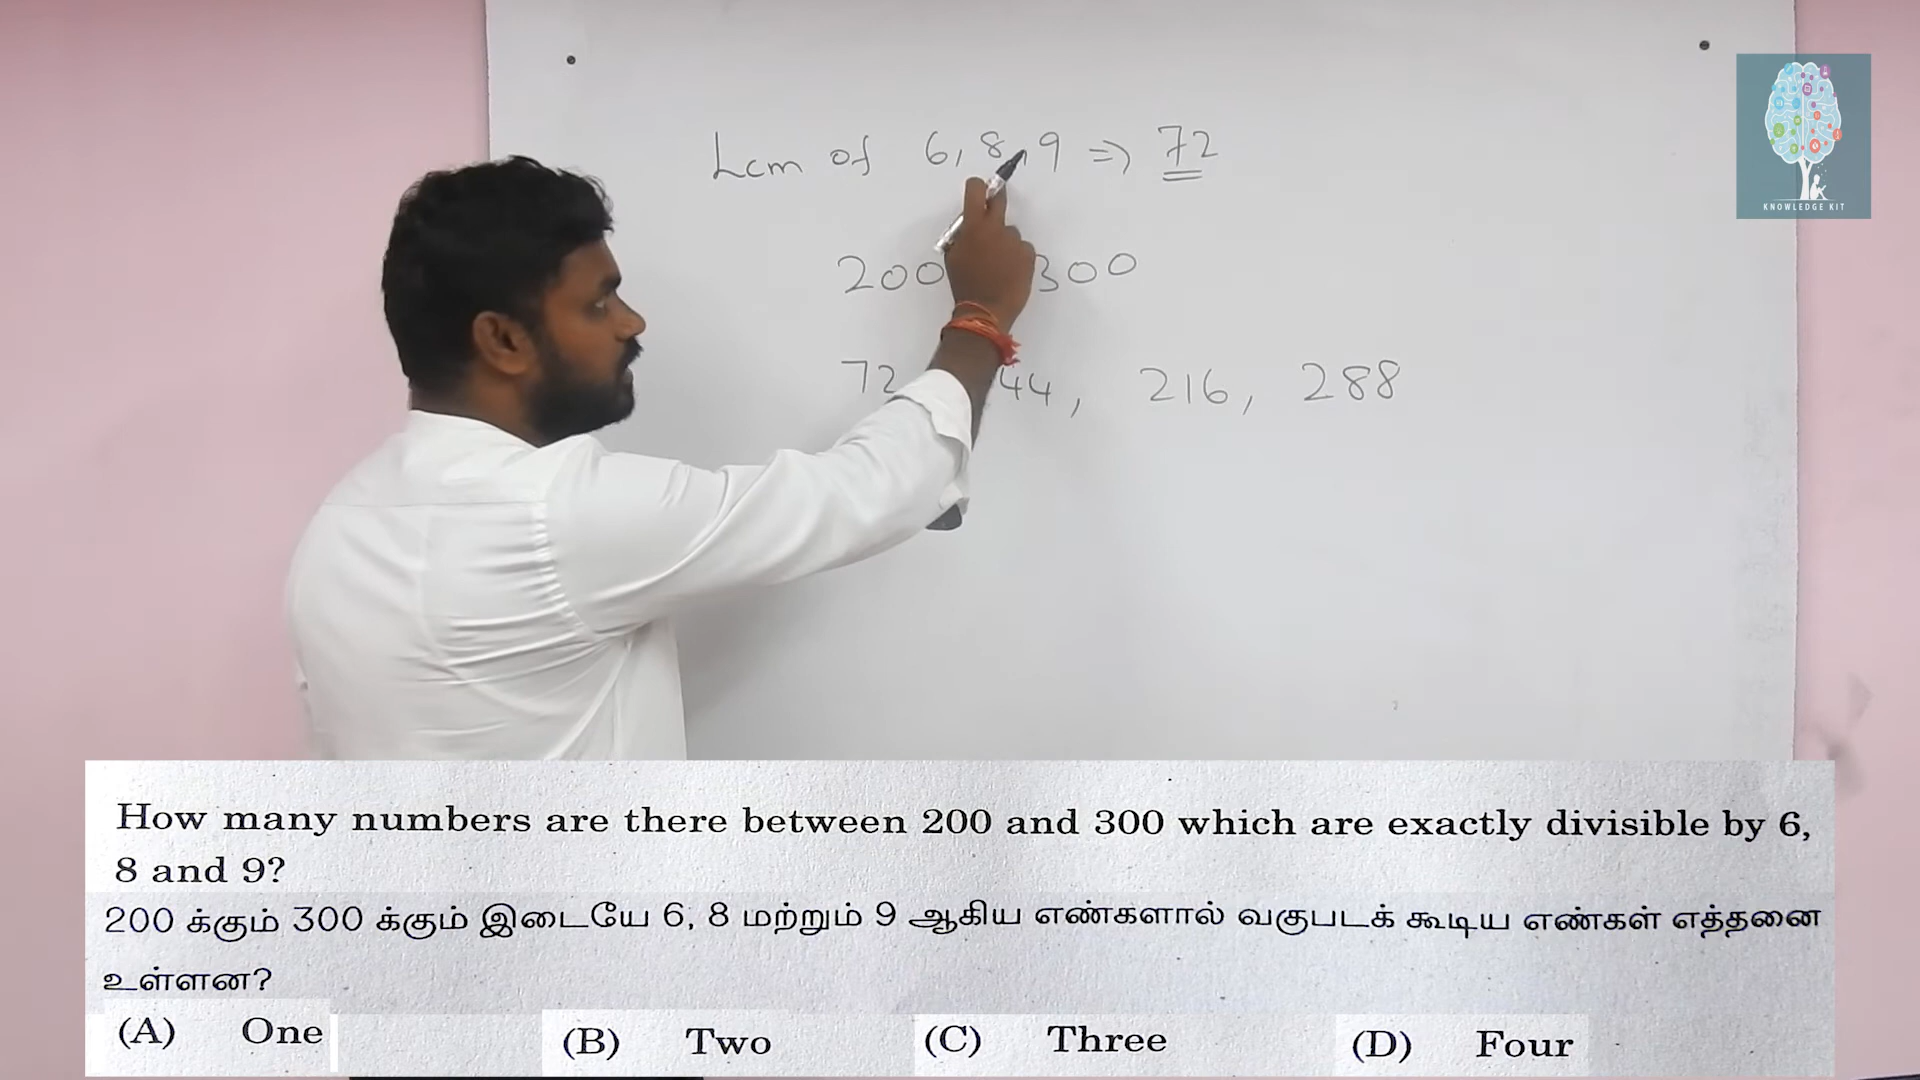 Lcm of 6, 8, 9 => 72
200 300
72 44, 216, 288
KNOWLEDGE KIT
How many numbers are there between 200 and 300 which are exactly divisible by 6,
8 and 9?
200 க்கும் 300 க்கும் இடையே 6, 8 மற்றும் 9 ஆகிய எண்களால் வகுபடக் கூடிய எண்கள் எத்தனை
உள்ளன?
(A) One (B) Two (C) Three (D) Four